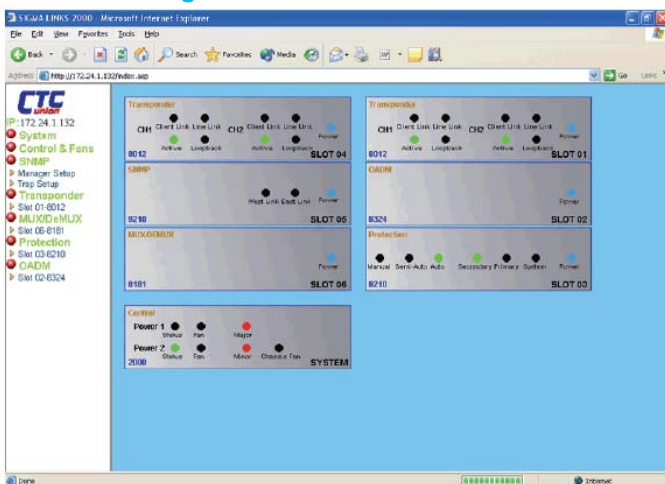 SIGMA LINKS 2000 - Microsoft Internet Explorer
File Edit View Favorites Tools Help
Back Search Favorites Media
Address http://172.24.1.132/index.asp Go Links
CTC
union
IP:172.24.1.132
System
Control & Fans
SNMP
Manager Setup
Trap Setup
Transponder
Slot 01-8012
MUX/DeMUX
Slot 06-8181
Protection
Slot 03-8210
OADM
Slot 02-8324
Transponder
CH1 Client Link Line Link CH2 Client Link Line Link
Active Loopback Active Loopback Power
8012 SLOT 04
Transponder
CH1 Client Link Line Link CH2 Client Link Line Link
Active Loopback Active Loopback Power
8012 SLOT 01
SNMP
West Link East Link Power
9210 SLOT 05
OADM
Power
8324 SLOT 02
MUX/DEMUX
Power
8181 SLOT 06
Protection
Manual Semi-Auto Auto Secondary Primary System Power
8210 SLOT 03
Control
Power 1 Status Fan Major
Power 2 Status Fan Minor Chassis Fan
2000 SYSTEM
Done Internet